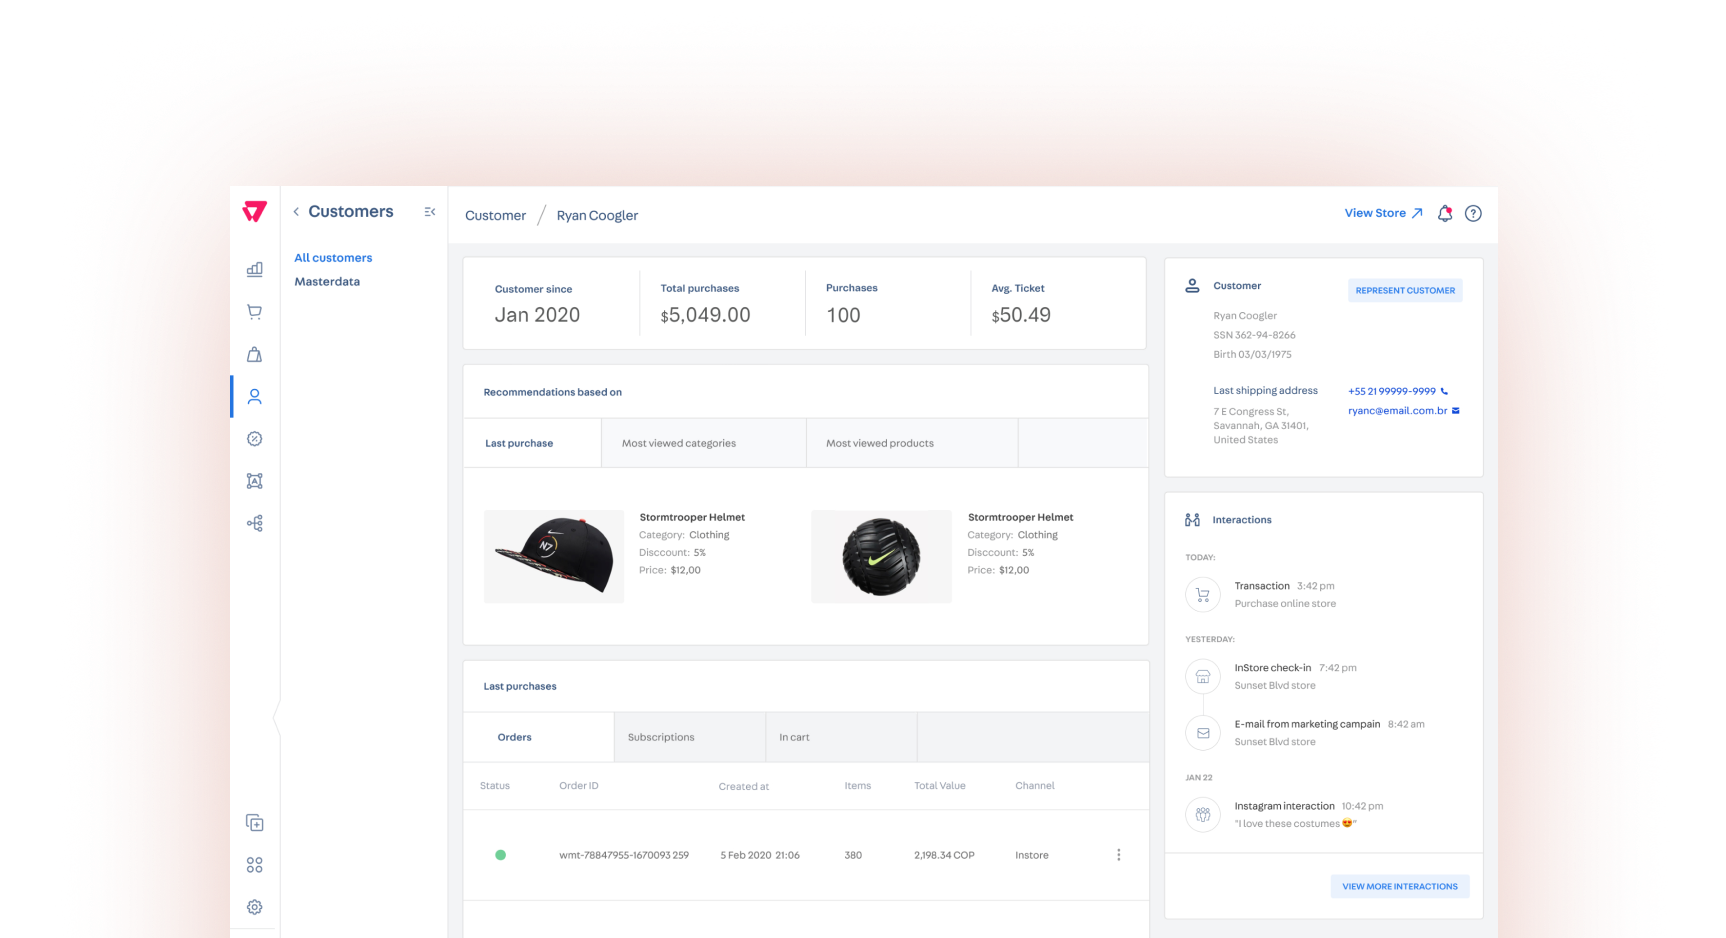 Customers
All customers
Masterdata
Customer / Ryan Coogler
View Store
Customer since
Jan 2020
Total purchases
$5,049.00
Purchases
100
Avg. Ticket
$50.49
Recommendations based on
Last purchase
Most viewed categories
Most viewed products
N7
Stormtrooper Helmet
Category: Clothing
Disccount: 5%
Price: $12,00
Stormtrooper Helmet
Category: Clothing
Disccount: 5%
Price: $12,00
Last purchases
Orders
Subscriptions
In cart
Status
Order ID
Created at
Items
Total Value
Channel
wmt-78847955-1670093 259
5 Feb 2020 21:06
380
2,198.34 COP
Instore
Customer
REPRESENT CUSTOMER
Ryan Coogler
SSN 362-94-8266
Birth 03/03/1975
Last shipping address
7 E Congress St,
Savannah, GA 31401,
United States
+55 21 99999-9999
ryanc@email.com.br
Interactions
TODAY:
Transaction 3:42 pm
Purchase online store
YESTERDAY:
InStore check-in 7:42 pm
Sunset Blvd store
E-mail from marketing campain 8:42 am
Sunset Blvd store
JAN 22
Instagram interaction 10:42 pm
"I love these costumes 😍"
VIEW MORE INTERACTIONS